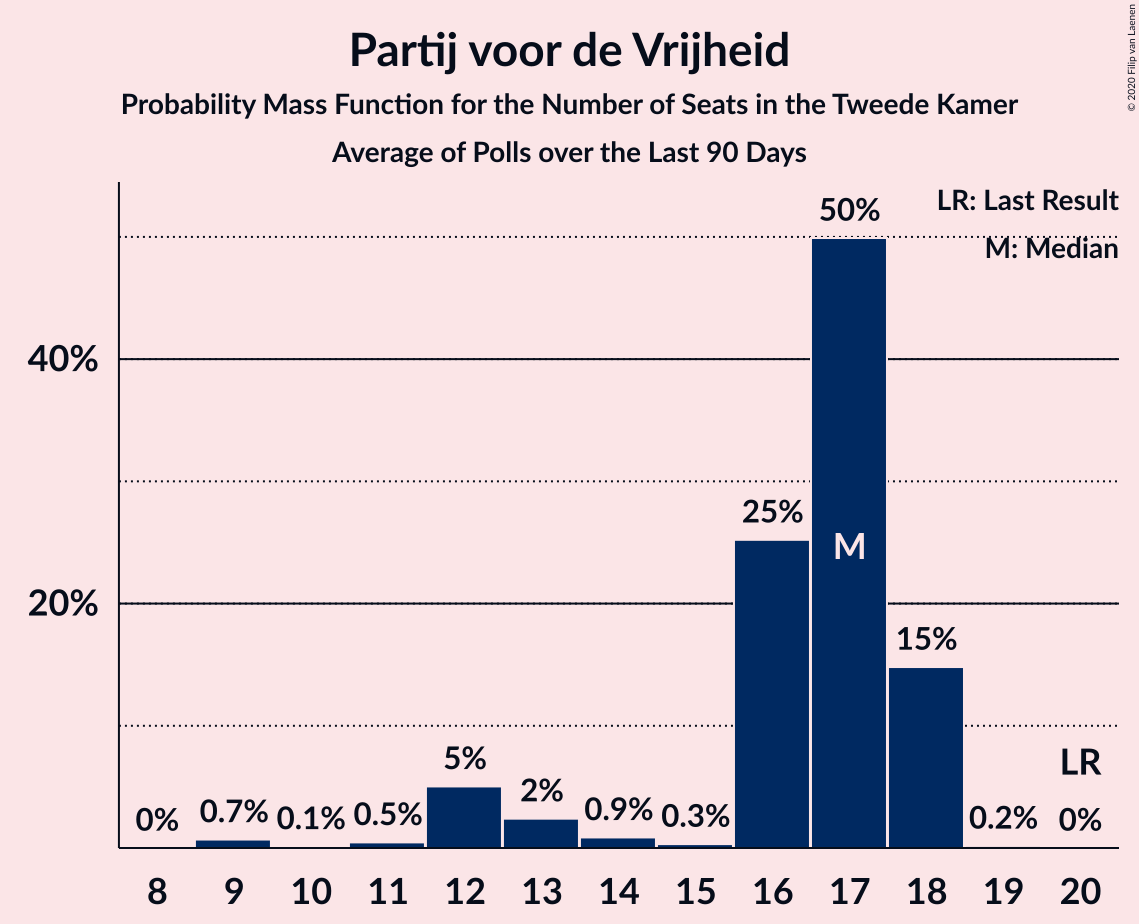 Partij voor de Vrijheid
Probability Mass Function for the Number of Seats in the Tweede Kamer
Average of Polls over the Last 90 Days
© 2020 Filip van Laenen
LR: Last Result
M: Median
50%
40%
25%
M
20%
15%
5%
LR
2%
0%
0.7%
0.1%
0.5%
0.9%
0.3%
0.2%
0%
8 9 10 11 12 13 14 15 16 17 18 19 20